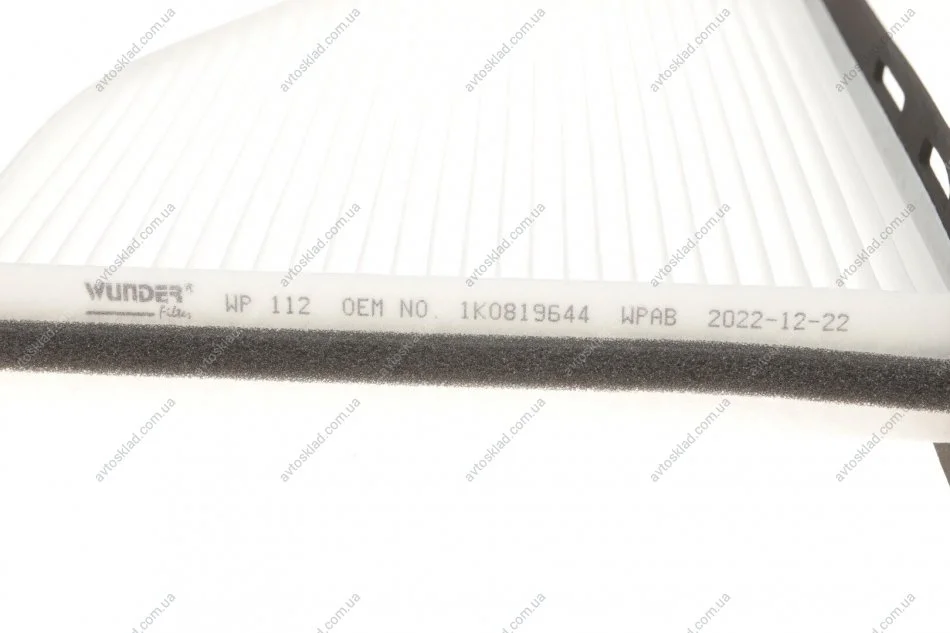 WUNDER® Filter WP 112 OEM NO. 1K0819644 WPAB 2022-12-22
avtosklad.com.ua